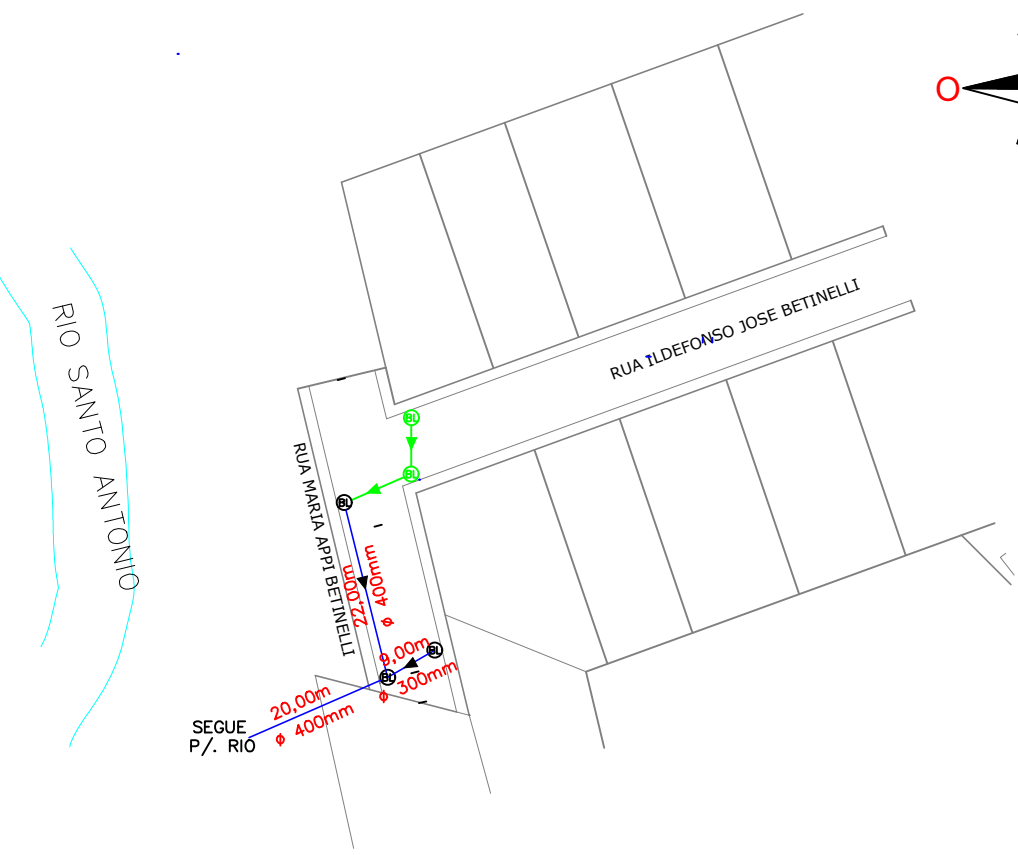 O
RIO SANTO ANTONIO
RUA ILDEFONSO JOSE BETINELLI
RUA MARIA APPI BETINELLI
BL
BL
BL
22,00m
ø 400mm
9,00m
ø 300mm
BL
BL
20,00m
ø 400mm
SEGUE
P/. RIO